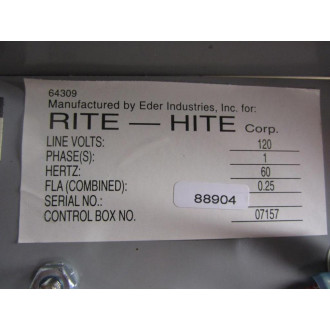 64309
Manufactured by Eder Industries, Inc. for:
RITE — HITE Corp.
LINE VOLTS: 120
PHASE(S): 1
HERTZ: 60
FLA (COMBINED): 0.25
SERIAL NO.: 88904
CONTROL BOX NO. 07157